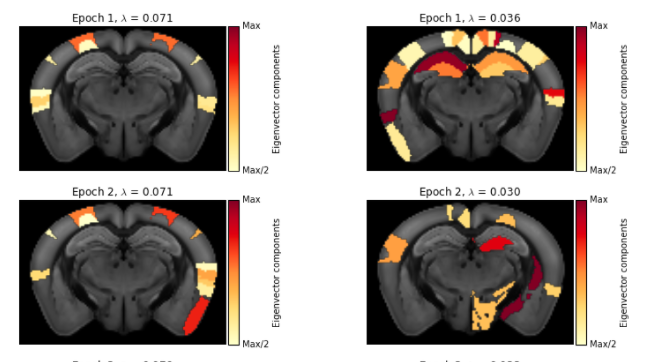 Epoch 1, λ = 0.071
Max
Eigenvector components
Max/2
Epoch 1, λ = 0.036
Max
Eigenvector components
Max/2
Epoch 2, λ = 0.071
Max
Eigenvector components
Max/2
Epoch 2, λ = 0.030
Max
Eigenvector components
Max/2